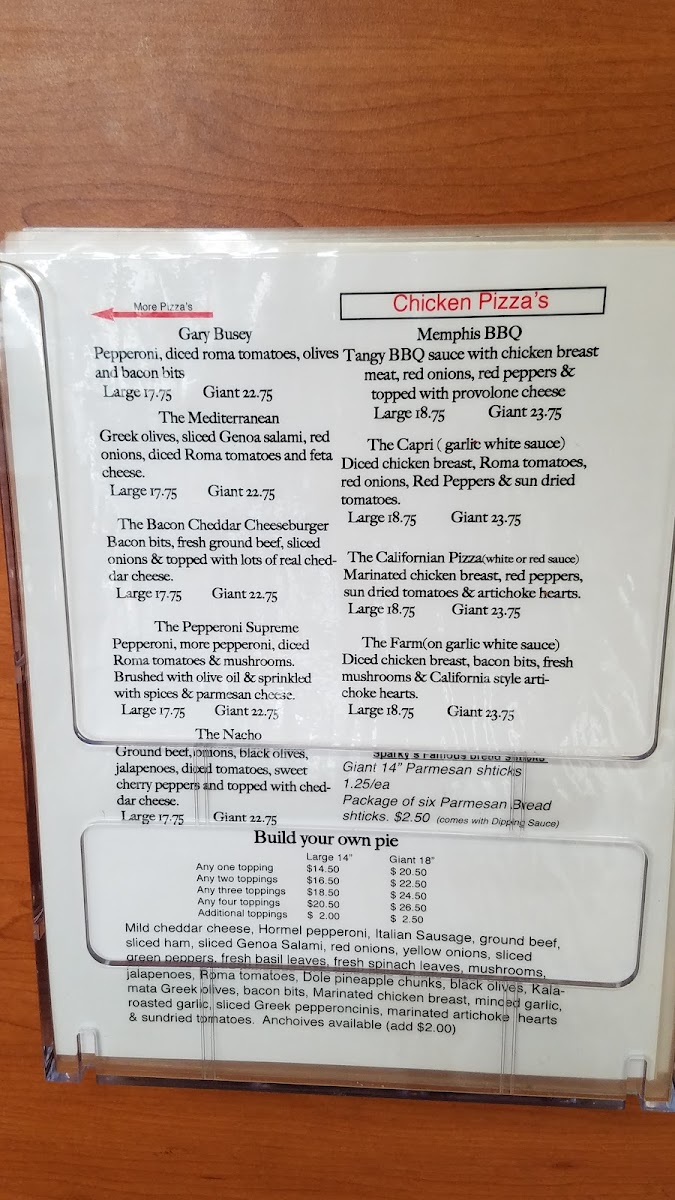 More Pizza's
Gary Busey
Pepperoni, diced roma tomatoes, olives
and bacon bits
Large 17.75 Giant 22.75
The Mediterranean
Greek olives, sliced Genoa salami, red
onions, diced Roma tomatoes and feta
cheese.
Large 17.75 Giant 22.75
The Bacon Cheddar Cheeseburger
Bacon bits, fresh ground beef, sliced
onions & topped with lots of real ched-
dar cheese.
Large 17.75 Giant 22.75
The Pepperoni Supreme
Pepperoni, more pepperoni, diced
Roma tomatoes & mushrooms.
Brushed with olive oil & sprinkled
with spices & parmesan cheese.
Large 17.75 Giant 22.75
The Nacho
Ground beef, onions, black olives,
jalapenoes, diced tomatoes, sweet
cherry peppers and topped with ched-
dar cheese.
Large 17.75 Giant 22.75
Chicken Pizza's
Memphis BBQ
Tangy BBQ sauce with chicken breast
meat, red onions, red peppers &
topped with provolone cheese
Large 18.75 Giant 23.75
The Capri ( garlic white sauce)
Diced chicken breast, Roma tomatoes,
red onions, Red Peppers & sun dried
tomatoes.
Large 18.75 Giant 23.75
The Californian Pizza(white or red sauce)
Marinated chicken breast, red peppers,
sun dried tomatoes & artichoke hearts.
Large 18.75 Giant 23.75
The Farm(on garlic white sauce)
Diced chicken breast, bacon bits, fresh
mushrooms & California style arti-
choke hearts.
Large 18.75 Giant 23.75
Sparky's Famous Bread
Giant 14" Parmesan shticks
1.25/ea
Package of six Parmesan Bread
shticks. $2.50 (comes with Dipping Sauce)
Build your own pie
Large 14" Giant 18"
Any one topping $14.50 $ 20.50
Any two toppings $16.50 $ 22.50
Any three toppings $18.50 $ 24.50
Any four toppings $20.50 $ 26.50
Additional toppings $ 2.00 $ 2.50
Mild cheddar cheese, Hormel pepperoni, Italian Sausage, ground beef,
sliced ham, sliced Genoa Salami, red onions, yellow onions, sliced
green peppers, fresh basil leaves, fresh spinach leaves, mushrooms,
jalapenoes, Roma tomatoes, Dole pineapple chunks, black olives, Kala-
mata Greek olives, bacon bits, Marinated chicken breast, minced garlic,
roasted garlic, sliced Greek pepperoncinis, marinated artichoke hearts
& sundried tomatoes. Anchoives available (add $2.00)